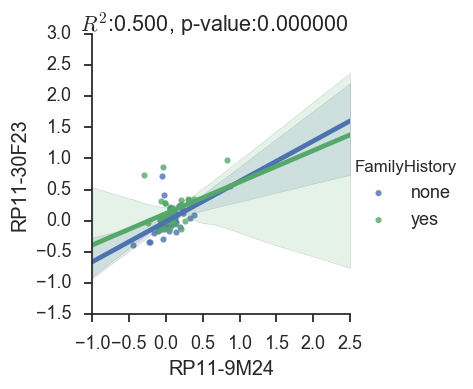 R²:0.500, p-value:0.000000
3.0
2.5
2.0
1.5
1.0
0.5
0.0
−0.5
−1.0
−1.5
RP11-30F23
−1.0 −0.5 0.0 0.5 1.0 1.5 2.0 2.5
RP11-9M24
FamilyHistory
none
yes